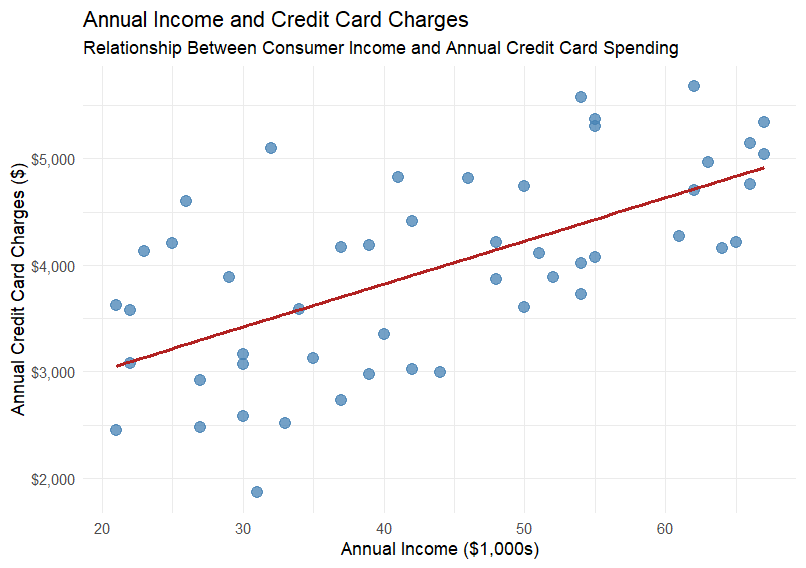 Annual Income and Credit Card Charges
Relationship Between Consumer Income and Annual Credit Card Spending
Annual Credit Card Charges ($)
$5,000
$4,000
$3,000
$2,000
20 30 40 50 60
Annual Income ($1,000s)